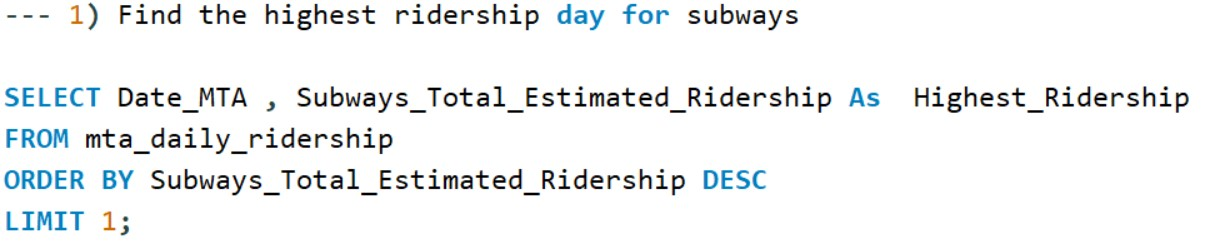 --- 1) Find the highest ridership day for subways
SELECT Date_MTA , Subways_Total_Estimated_Ridership As  Highest_Ridership
FROM mta_daily_ridership
ORDER BY Subways_Total_Estimated_Ridership DESC
LIMIT 1;